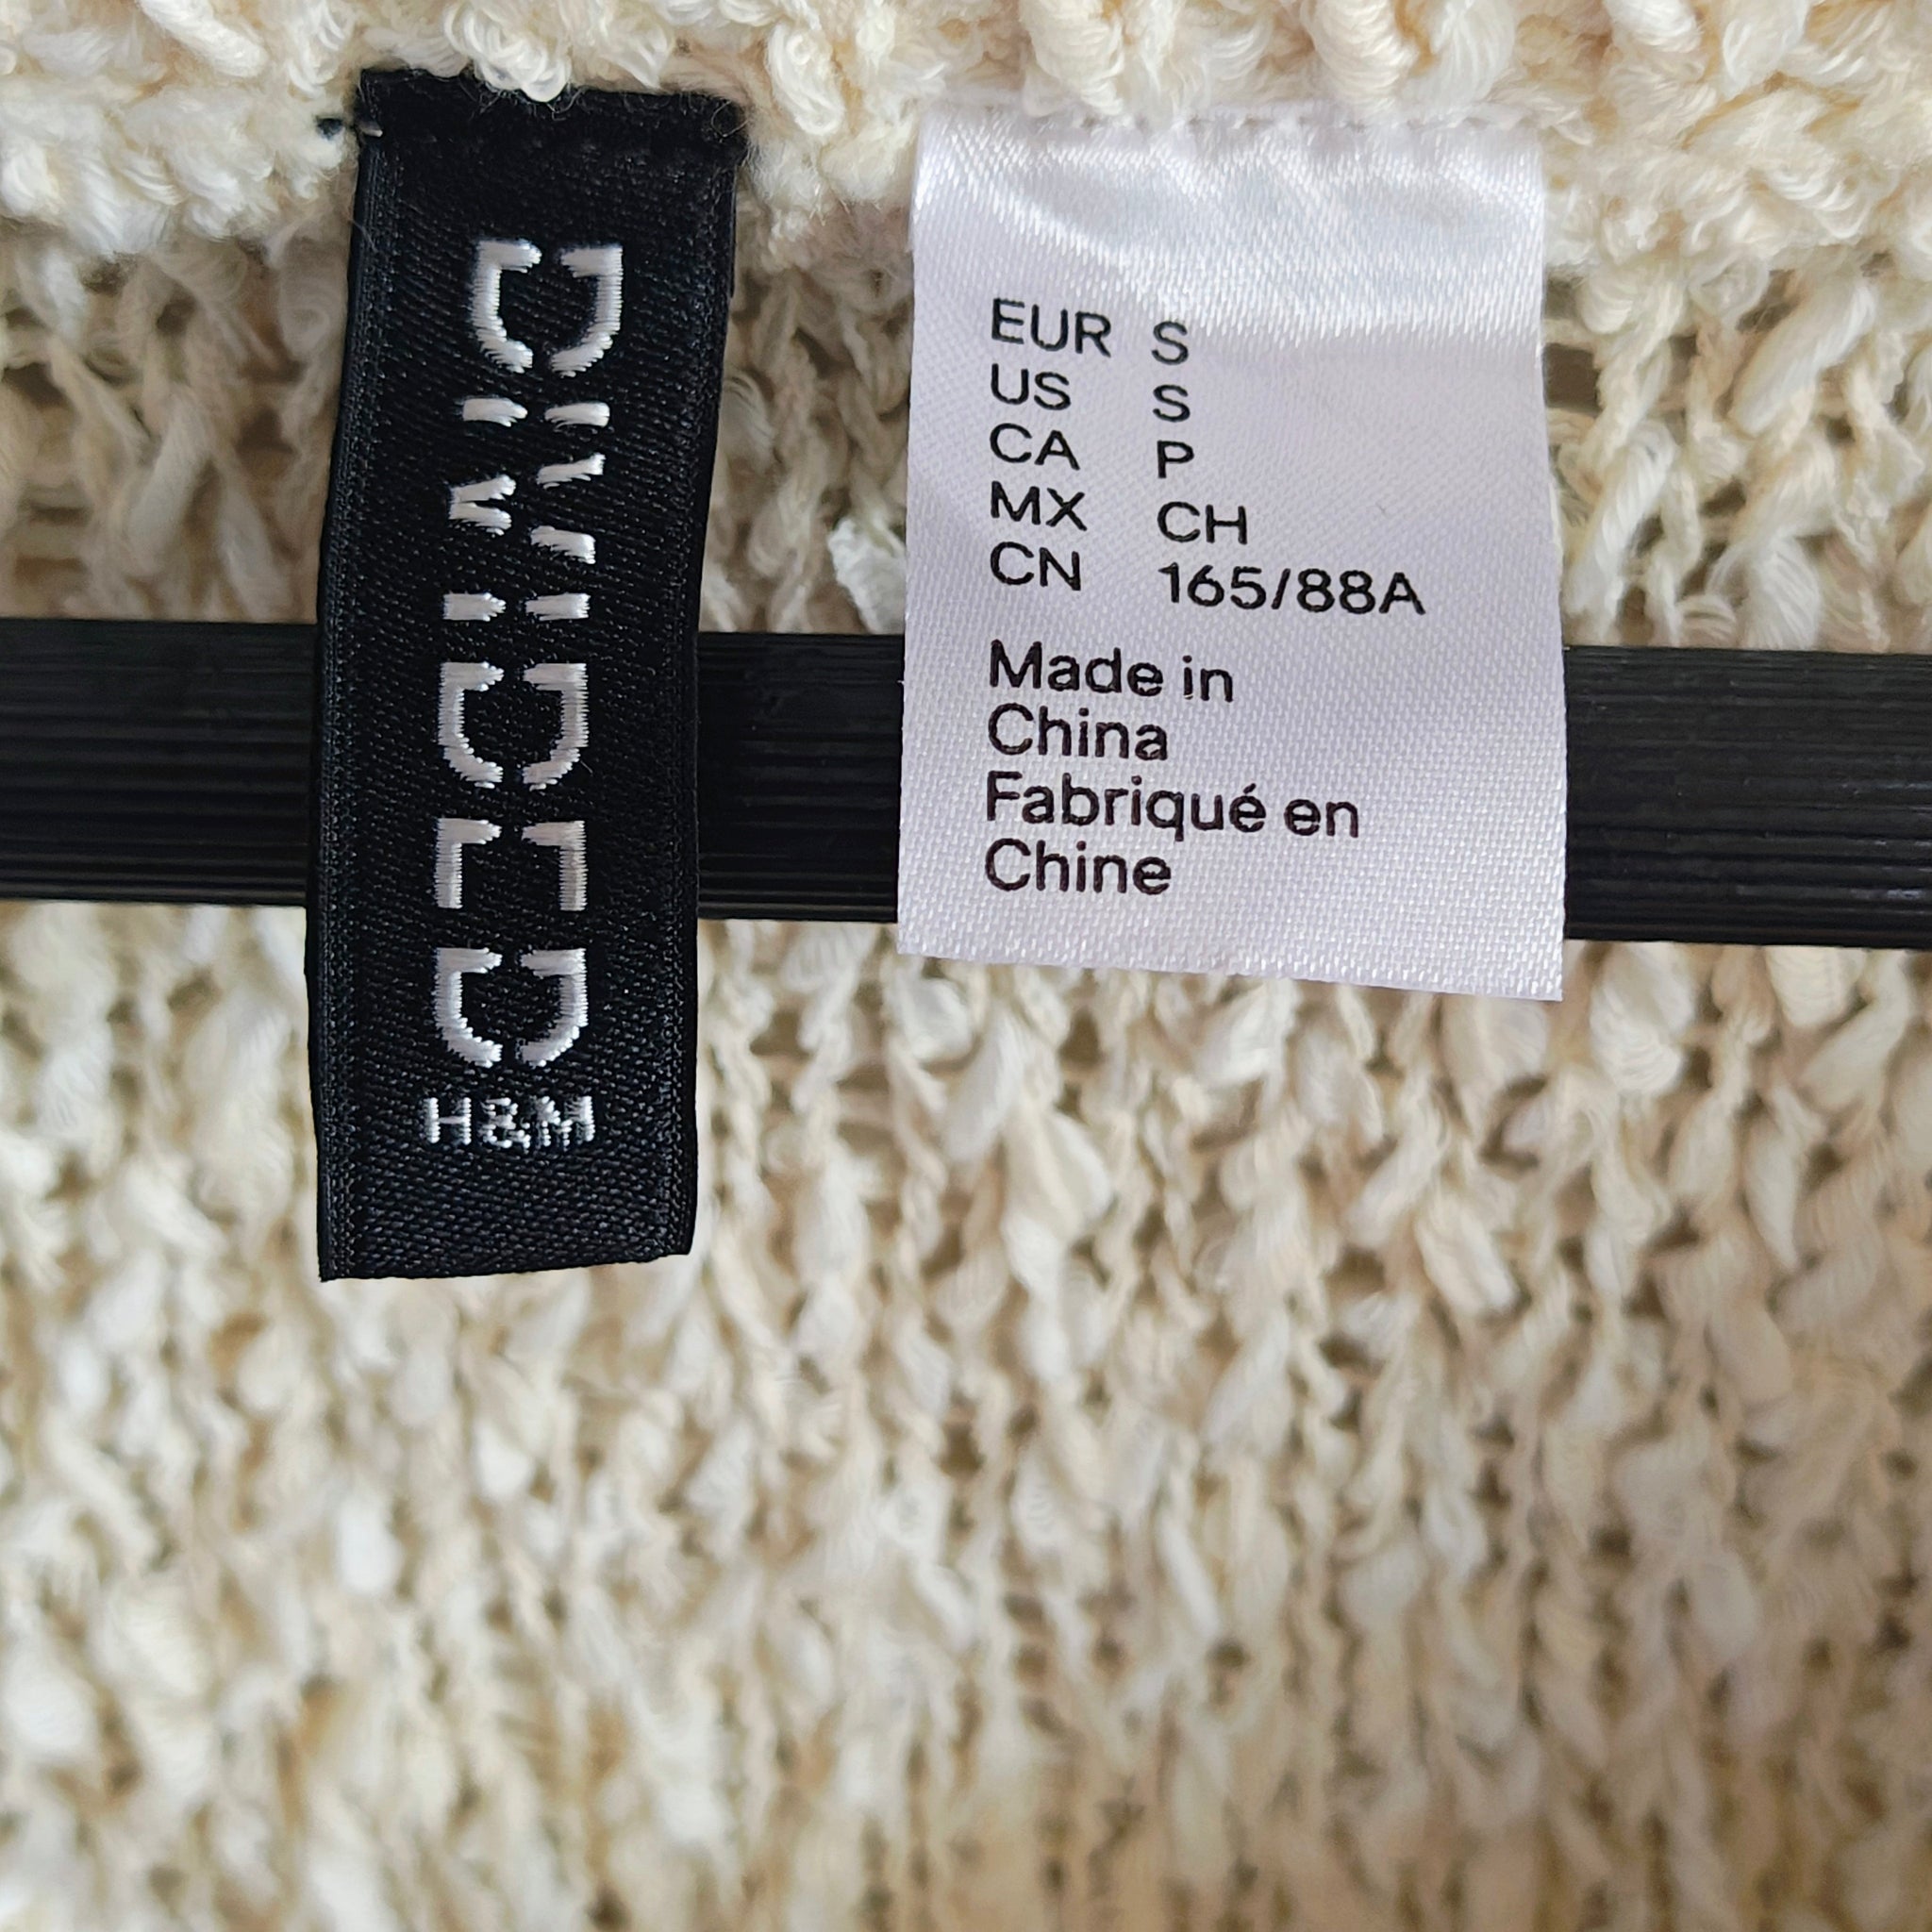 DIVIDED
H&M
EUR S
US S
CA P
MX CH
CN 165/88A
Made in
China
Fabriqué en
Chine